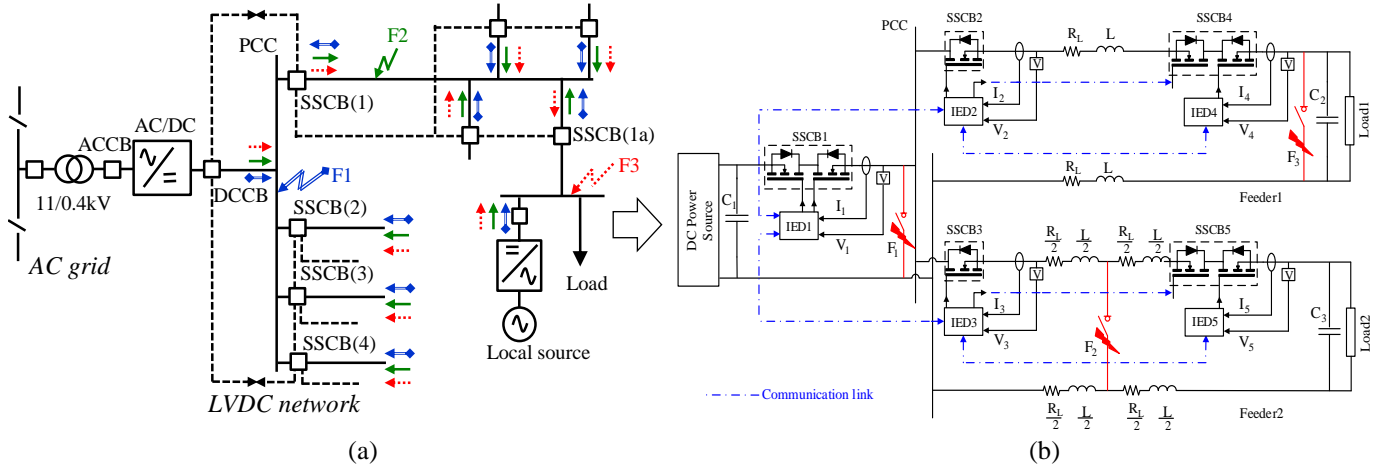 PCC
F2
SSCB(1)
AC/DC
ACCB
11/0.4kV
DCCB
F1
SSCB(1a)
F3
SSCB(2)
SSCB(3)
SSCB(4)
AC grid
LVDC network
Load
Local source
(a)
PCC
SSCB2
SSCB4
R_L
L
V
V
IED2
I_2
V_2
IED4
I_4
V_4
C_2
Load1
F_3
SSCB1
DC Power
Source
C_1
V
IED1
I_1
V_1
F_1
R_L
L
Feeder1
SSCB3
R_L/2
L/2
R_L/2
L/2
SSCB5
V
V
IED3
I_3
V_3
F_2
IED5
I_5
V_5
C_3
Load2
Communication link
R_L/2
L/2
R_L/2
L/2
Feeder2
(b)